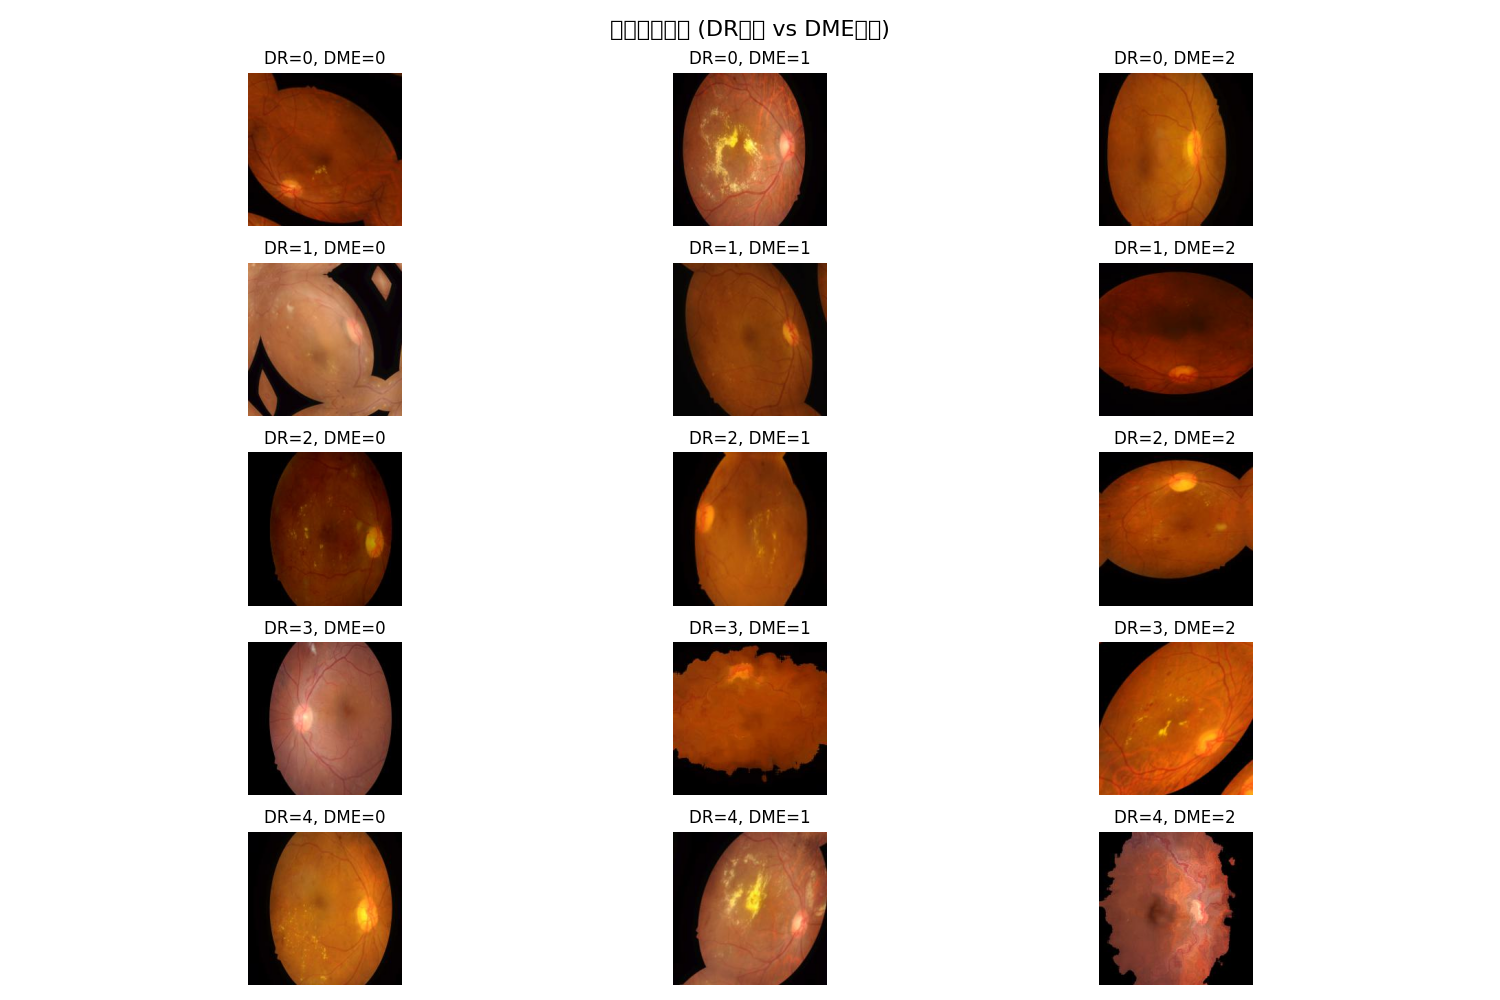 (DR vs DME)
DR=0, DME=0
DR=0, DME=1
DR=0, DME=2
DR=1, DME=0
DR=1, DME=1
DR=1, DME=2
DR=2, DME=0
DR=2, DME=1
DR=2, DME=2
DR=3, DME=0
DR=3, DME=1
DR=3, DME=2
DR=4, DME=0
DR=4, DME=1
DR=4, DME=2